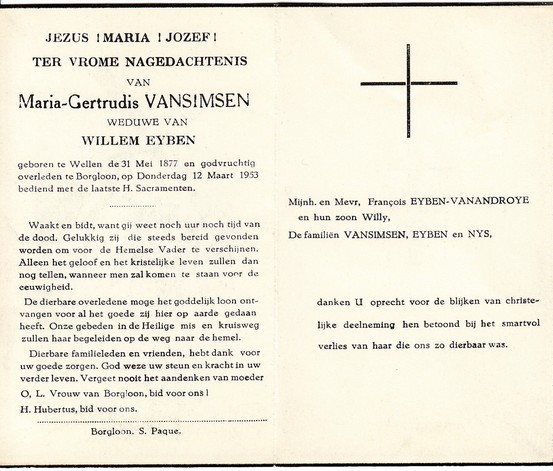 JEZUS ! MARIA ! JOZEF !
TER VROME NAGEDACHTENIS
VAN
Maria-Gertrudis VANSIMSEN
WEDUWE VAN
WILLEM EYBEN
geboren te Wellen de 31 Mei 1877 en godvruchtig
overleden te Borgloon, op Donderdag 12 Maart 1953
bediend met de laatste H. Sacramenten.
Waakt en bidt, want gij weet noch uur noch tijd van
de dood. Gelukkig zij die steeds bereid gevonden
worden om voor de Hemelse Vader te verschijnen.
Alleen het geloof en het kristelijke leven zullen dan
nog tellen, wanneer men zal komen te staan voor de
eeuwigheid.
De dierbare overledene moge het goddelijk loon ont-
vangen voor al het goede zij hier op aarde gedaan
heeft. Onze gebeden in de Heilige mis en kruisweg
zullen haar begeleiden op de weg naar de hemel.
Dierbare familieleden en vrienden, hebt dank voor
uw goede zorgen. God weze uw steun en kracht in uw
verder leven. Vergeet nooit het aandenken van moeder
O, L. Vrouw van Borgloon, bid voor ons !
H. Hubertus, bid voor ons.
Borgloon. S. Paque.
Mijnh. en Mevr, François EYBEN-VANANDROYE
en hun zoon Willy,
De familiën VANSIMSEN, EYBEN en NYS,
danken U oprecht voor de blijken van christe-
lijke deelneming hen betoond bij het smartvol
verlies van haar die ons zo dierbaar was.